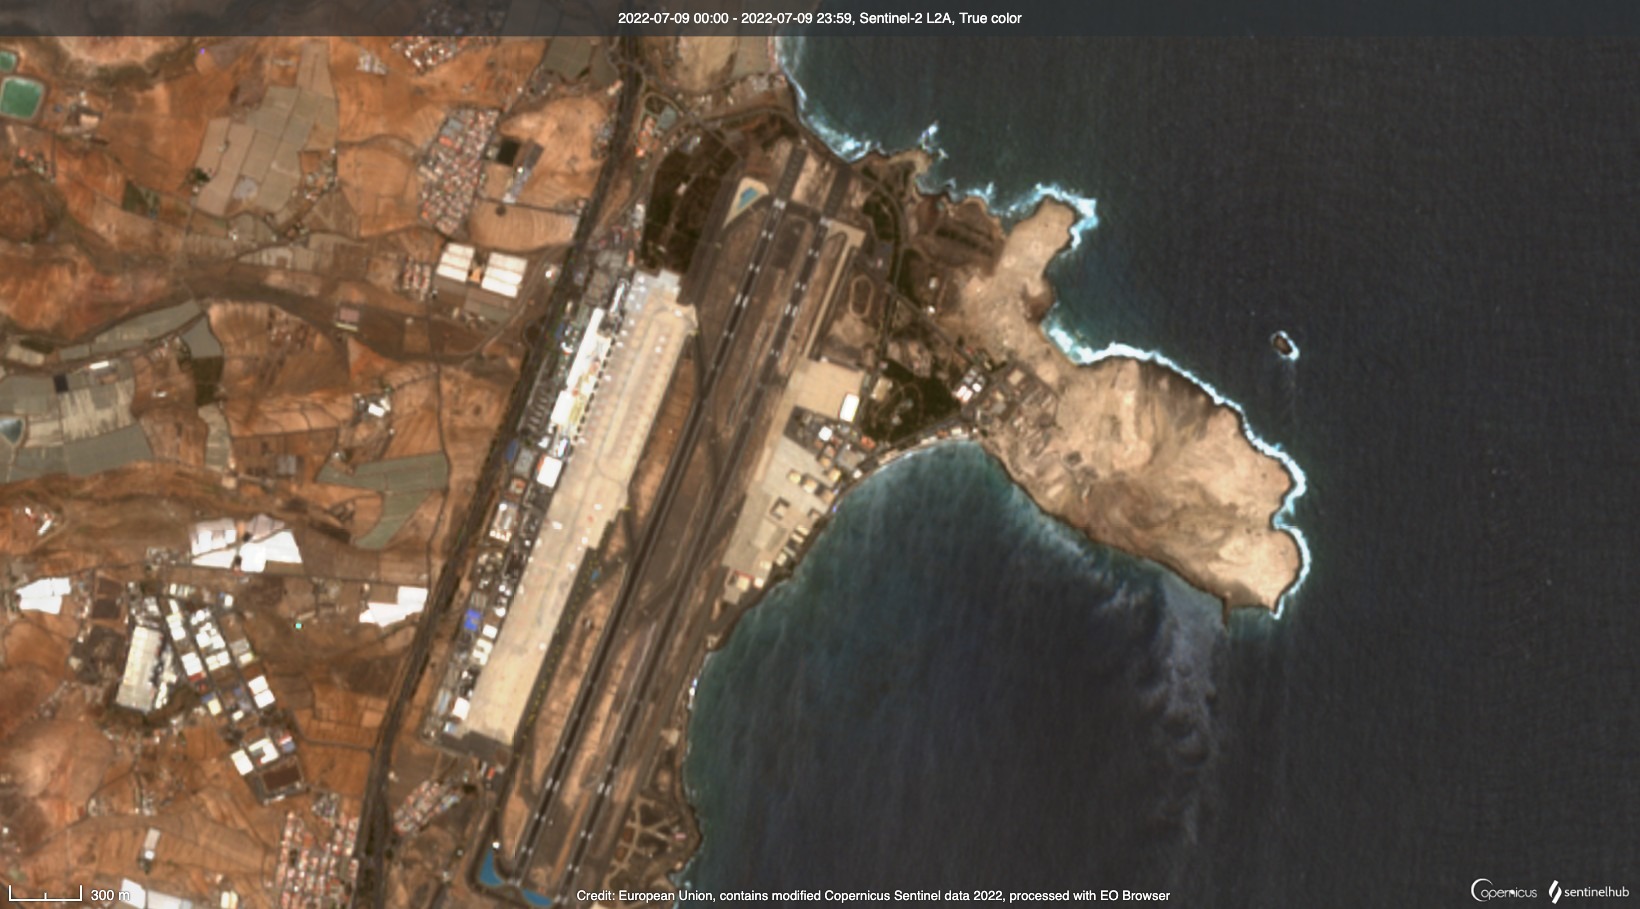 2022-07-09 00:00 - 2022-07-09 23:59, Sentinel-2 L2A, True color
300 m
Credit: European Union, contains modified Copernicus Sentinel data 2022, processed with EO Browser
Copernicus
sentinelhub